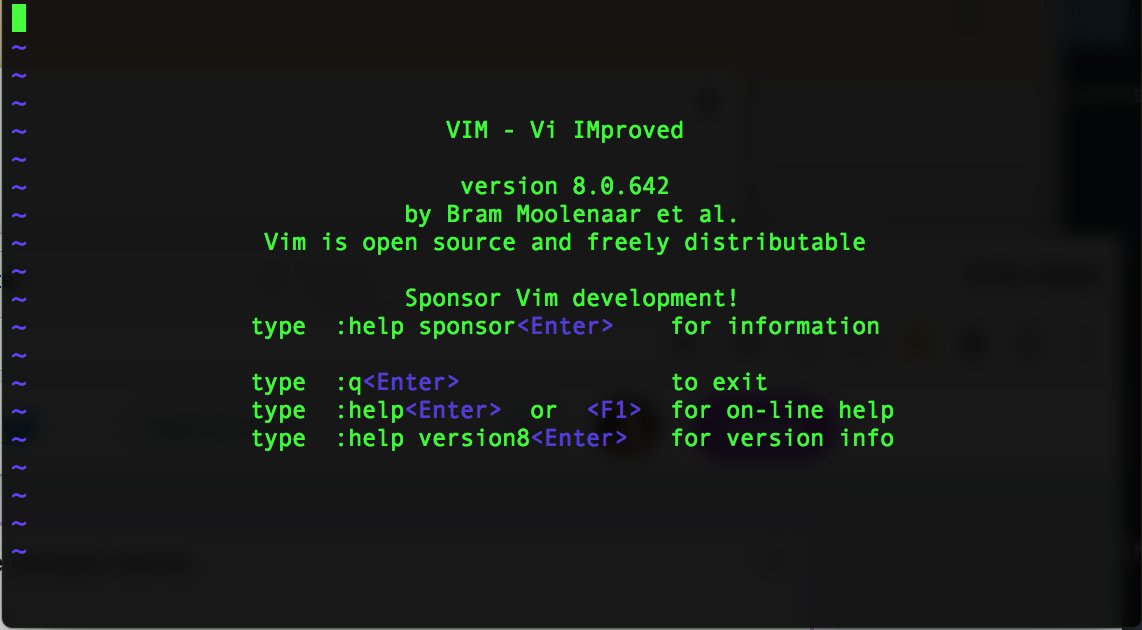 ~
~
~
~
VIM - Vi IMproved
~
~
version 8.0.642
~
by Bram Moolenaar et al.
~
Vim is open source and freely distributable
~
~
Sponsor Vim development!
~
type :help sponsor<Enter> for information
~
~
type :q<Enter> to exit
~
type :help<Enter> or <F1> for on-line help
~
type :help version8<Enter> for version info
~
~
~
~